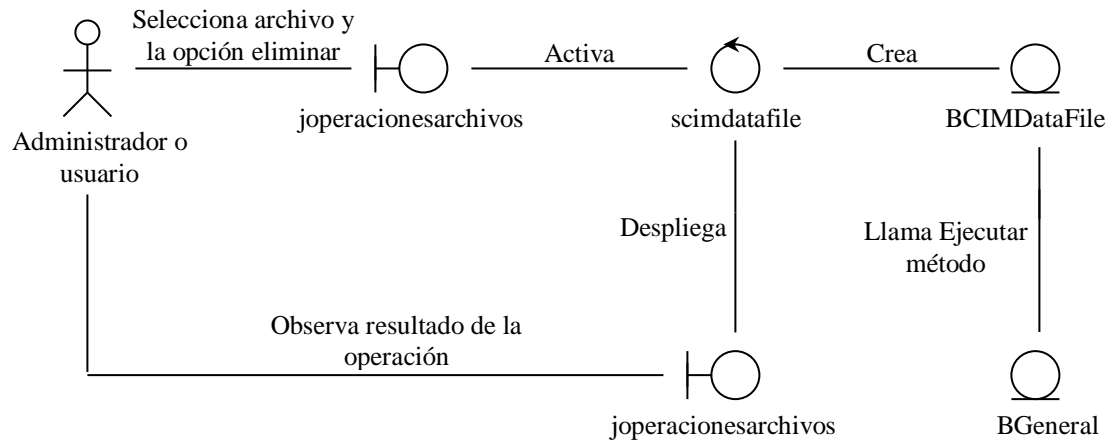 Selecciona archivo y
la opción eliminar
Activa
Crea
joperacionesarchivos
scimdatafile
BCIMDataFile
Administrador o
usuario
Despliega
Llama Ejecutar
método
Observa resultado de la
operación
joperacionesarchivos
BGeneral